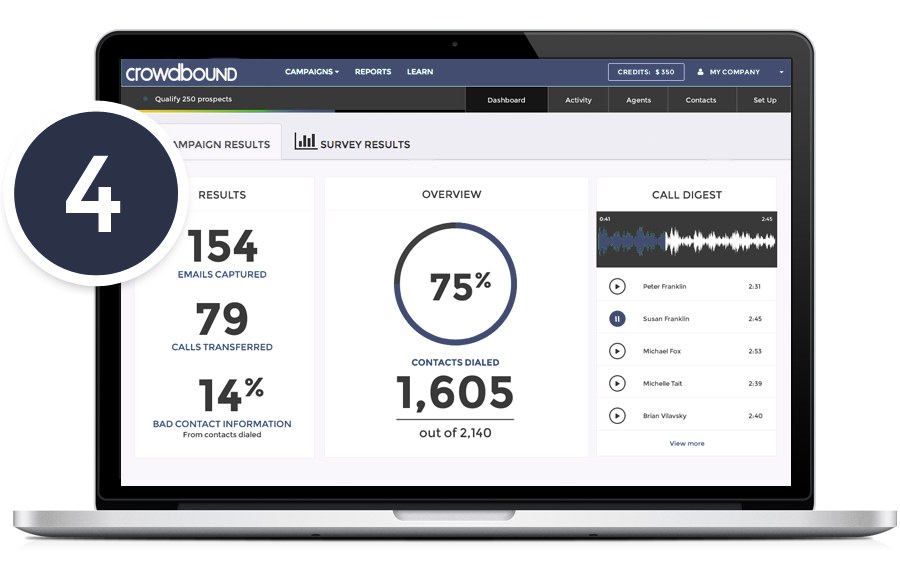 crowdbound
CAMPAIGNS
REPORTS
LEARN
CREDITS: $ 350
MY COMPANY
Qualify 250 prospects
Dashboard
Activity
Agents
Contacts
Set Up
4
AMPAIGN RESULTS
SURVEY RESULTS
RESULTS
154
EMAILS CAPTURED
79
CALLS TRANSFERRED
14%
BAD CONTACT INFORMATION
From contacts dialed
OVERVIEW
75%
CONTACTS DIALED
1,605
out of 2,140
CALL DIGEST
0:41 2:45
Peter Franklin 2:31
Susan Franklin 2:45
Michael Fox 2:53
Michelle Tait 2:39
Brian Vilavsky 2:40
View more